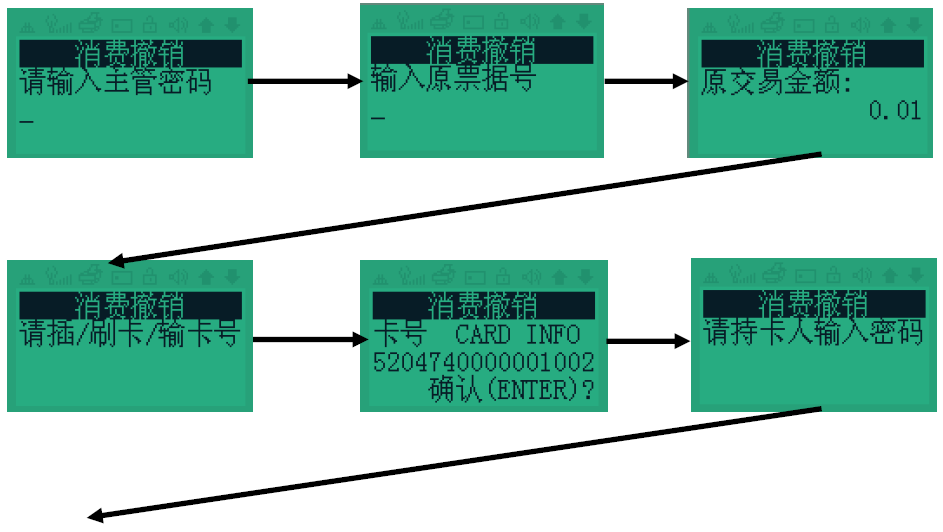 消费撤销
请输入主管密码
_
消费撤销
输入原票据号
_
消费撤销
原交易金额:
0.01
消费撤销
请插/刷卡/输卡号
消费撤销
卡号 CARD INFO
5204740000001002
确认(ENTER)?
消费撤销
请持卡人输入密码